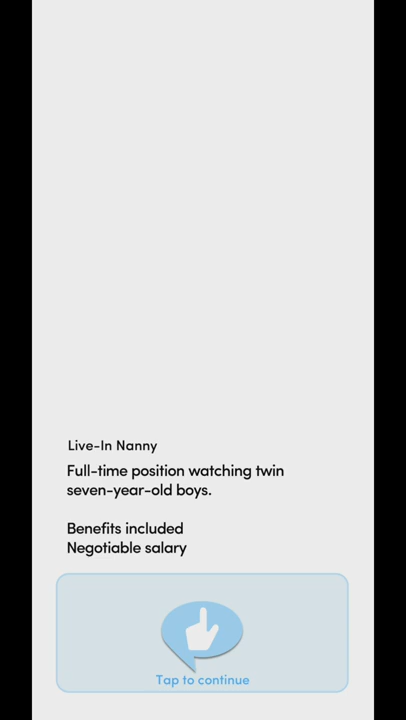 Live-In Nanny
Full-time position watching twin
seven-year-old boys.
Benefits included
Negotiable salary
Tap to continue